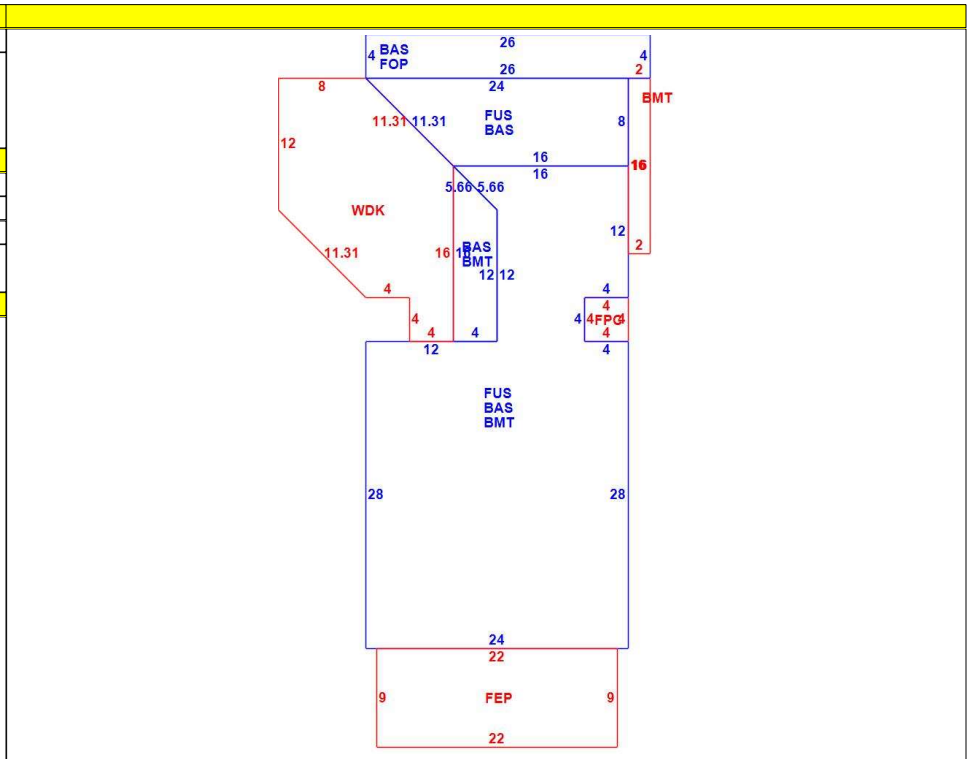 26
4 BAS 4
FOP
26 2
8 24
BMT
11.31 11.31 FUS 8
BAS
12
16 16
16
5.66 5.66
WDK
12
BAS
11.31 16 2
BMT
12 12
4 4
4
4 4 4 FPG 4
4 4 4
12 4
FUS
BAS
BMT
28 28
24
22
9 FEP 9
22